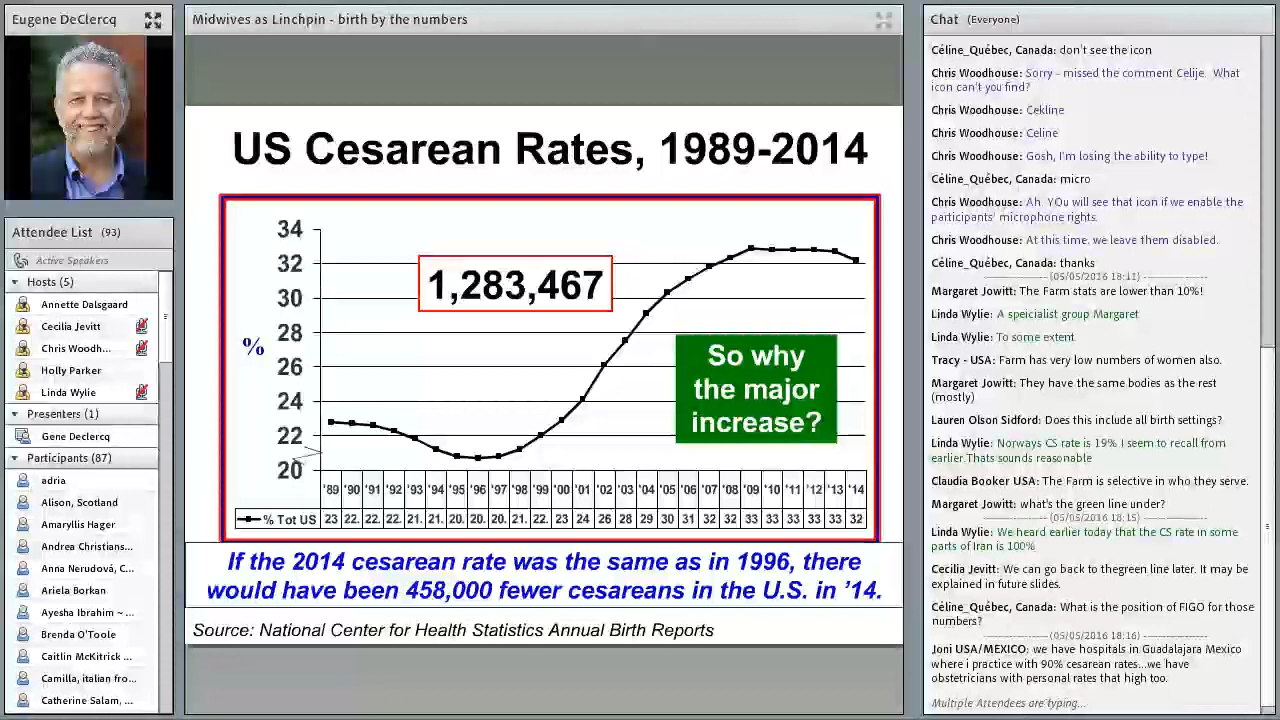 Eugene DeClercq
Attendee List (93)
Active Speakers
Hosts (5)
Annette Dalsgaard
Cecilia Jevitt
Chris Woodh...
Holly Parker
Linda Wylie
Presenters (1)
Gene Declercq
Participants (87)
adria
Alison, Scotland
Amaryllis Hager
Andrea Christians...
Anna Nerudová, C...
Ariela Borkan
Ayesha Ibrahim ~ ...
Brenda O'Toole
Caitlin McKitrick ...
Camilla, italian fro...
Catherine Salam, ...
Midwives as Linchpin - birth by the numbers
US Cesarean Rates, 1989-2014
34
32
30
28
26
24
22
20
%
1,283,467
So why
the major
increase?
'89 '90 '91 '92 '93 '94 '95 '96 '97 '98 '99 '00 '01 '02 '03 '04 '05 '06 '07 '08 '09 '10 '11 '12 '13 '14
% Tot US 23 22. 22. 22. 21. 21. 20. 20. 20. 21. 22 23 24 26 28 29 30 31 32 32 33 33 33 33 33 32
If the 2014 cesarean rate was the same as in 1996, there
would have been 458,000 fewer cesareans in the U.S. in ’14.
Source: National Center for Health Statistics Annual Birth Reports
Chat (Everyone)
Céline_Québec, Canada: don't see the icon
Chris Woodhouse: Sorry - missed the comment Celije. What
icon can't you find?
Chris Woodhouse: Cekline
Chris Woodhouse: Celine
Chris Woodhouse: Gosh, I'm losing the ability to type!
Céline_Québec, Canada: micro
Chris Woodhouse: Ah. YOu will see that icon if we enable the
participants' microphone rights.
Chris Woodhouse: At this time, we leave them disabled.
Céline_Québec, Canada: thanks
(05/05/2016 18:11)
Margaret Jowitt: The Farm stats are lower than 10%!
Linda Wylie: A speicialist group Margaret
Linda Wylie: To some extent
Tracy - USA: Farm has very low numbers of women also.
Margaret Jowitt: They have the same bodies as the rest
(mostly)
Lauren Olson Sidford: Does this include all birth settings?
Linda Wylie: Norways CS rate is 19% I seem to recall from
earlier.Thats sounds reasonable
Claudia Booker USA: The Farm is selective in who they serve.
Margaret Jowitt: what's the green line under?
(05/05/2016 18:15)
Linda Wylie: We heard earlier today that the CS rate in some
parts of Iran is 100%
Cecilia Jevitt: We can go back to thegreen line later. It may be
explained in future slides.
Céline_Québec, Canada: What is the position of FIGO for those
numbers?
(05/05/2016 18:16)
Joni USA/MEXICO: we have hospitals in Guadalajara Mexico
where i practice with 90% cesarean rates...we have
obstetricians with personal rates that high too.
Multiple Attendees are typing...